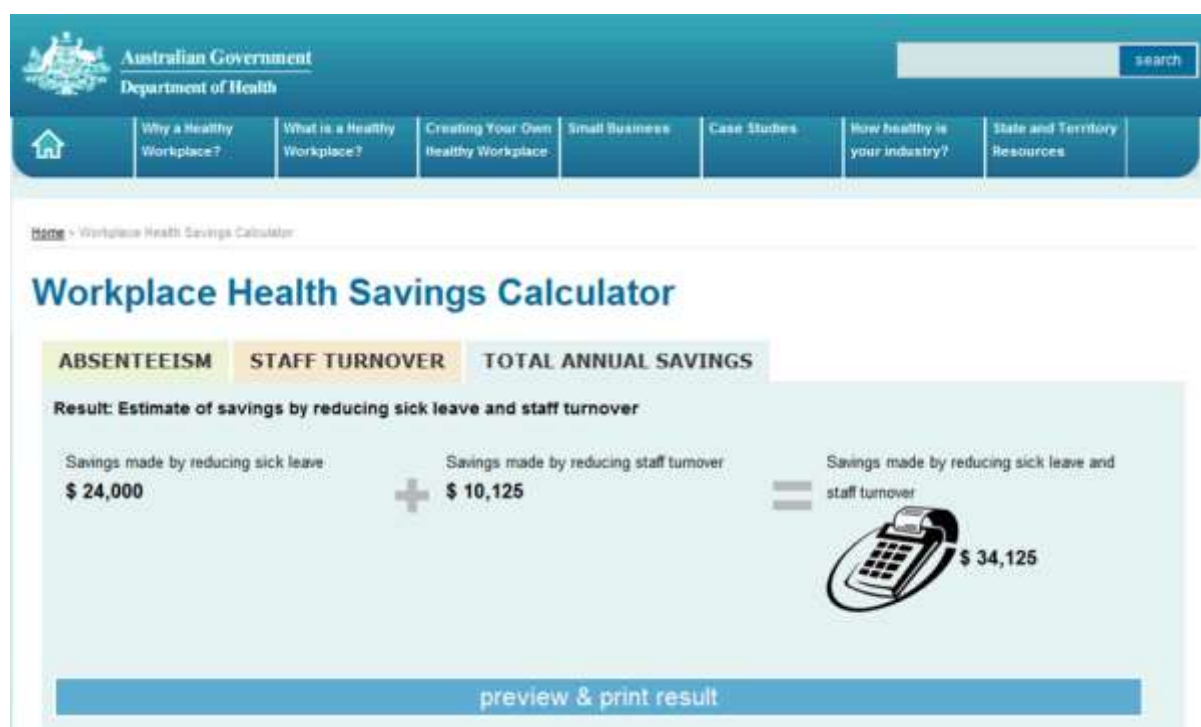 Australian Government
Department of Health
search
Why a Healthy
Workplace?
What is a Healthy
Workplace?
Creating Your Own
Healthy Workplace
Small Business
Case Studies
How healthy is
your industry?
State and Territory
Resources
Home > Workplace Health Savings Calculator
Workplace Health Savings Calculator
ABSENTEEISM
STAFF TURNOVER
TOTAL ANNUAL SAVINGS
Result: Estimate of savings by reducing sick leave and staff turnover
Savings made by reducing sick leave
$ 24,000
+
Savings made by reducing staff turnover
$ 10,125
=
Savings made by reducing sick leave and
staff turnover
$ 34,125
preview & print result